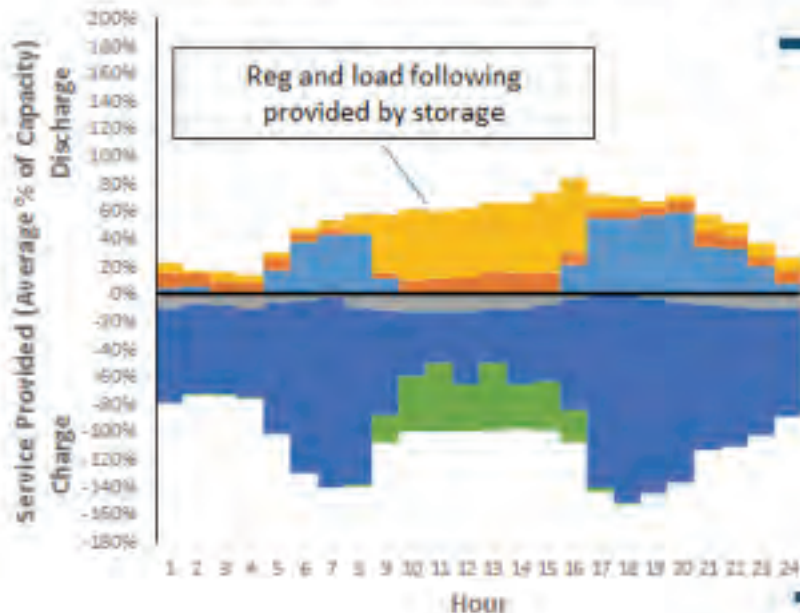 200%
180%
160%
140%
120%
100%
80%
60%
40%
20%
0%
-20%
-40%
-60%
-80%
-100%
-120%
-140%
-160%
-180%
Service Provided (Average % of Capacity)
Discharge
Charge
Reg and load following
provided by storage
1 2 3 4 5 6 7 8 9 10 11 12 13 14 15 16 17 18 19 20 21 22 23 24
Hour